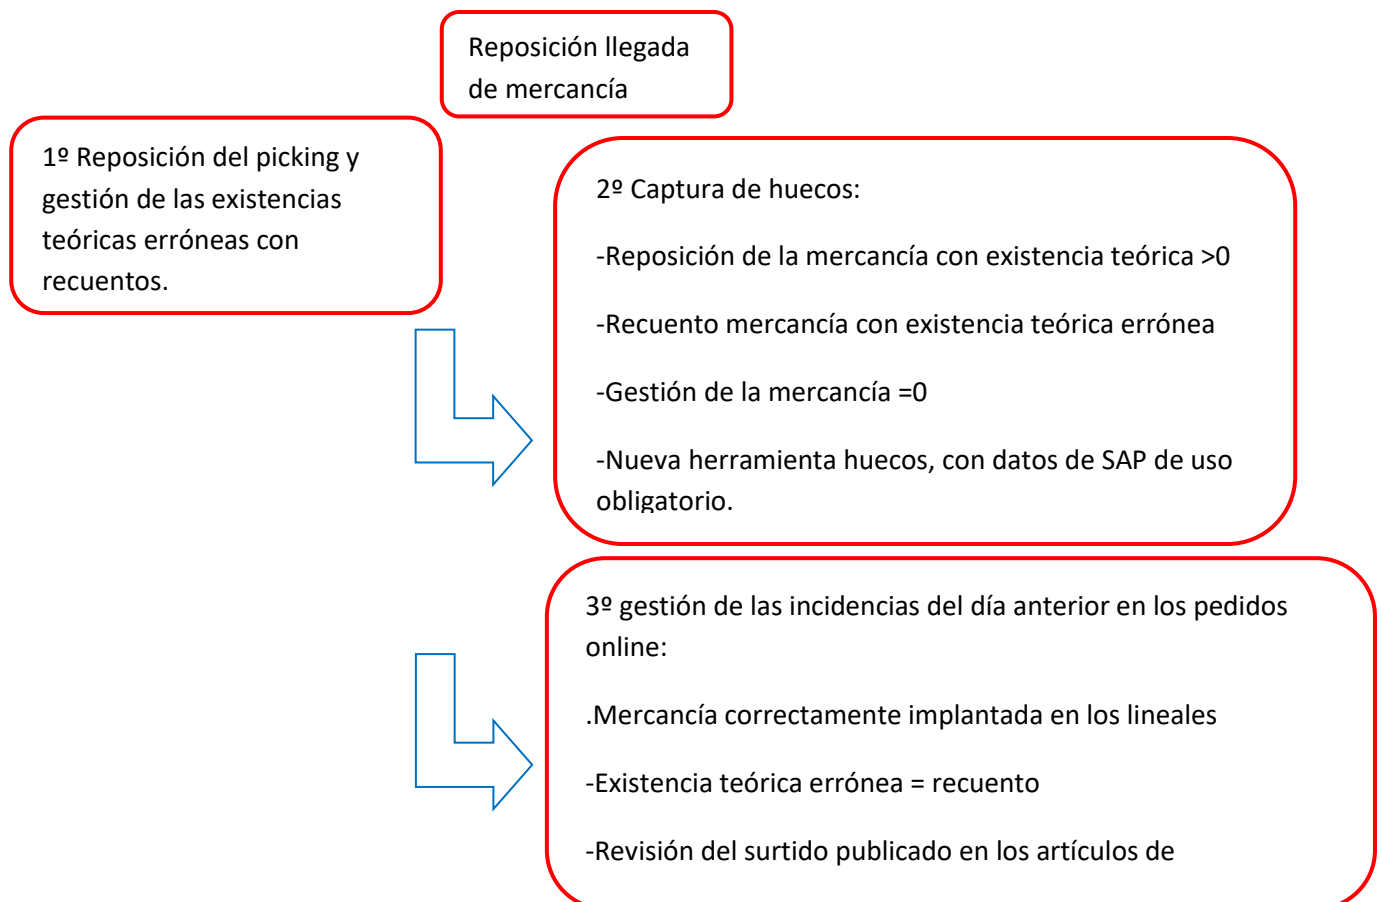 Reposición llegada
de mercancía
1º Reposición del picking y
gestión de las existencias
teóricas erróneas con
recuentos.
2º Captura de huecos:
-Reposición de la mercancía con existencia teórica >0
-Recuento mercancía con existencia teórica errónea
-Gestión de la mercancía =0
-Nueva herramienta huecos, con datos de SAP de uso
obligatorio.
3º gestión de las incidencias del día anterior en los pedidos
online:
.Mercancía correctamente implantada en los lineales
-Existencia teórica errónea = recuento
-Revisión del surtido publicado en los artículos de